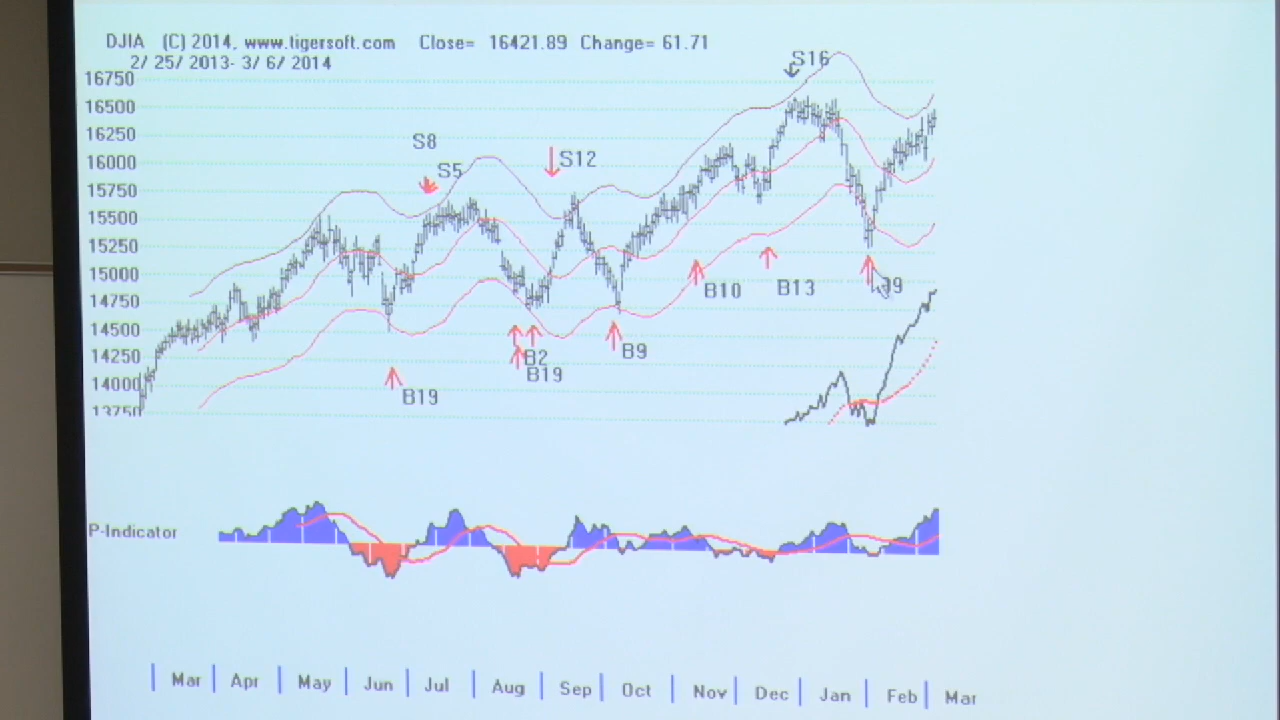 DJIA (C) 2014, www.tigersoft.com Close= 16421.89 Change= 61.71
2/ 25/ 2013- 3/ 6/ 2014
S16
16750
16500
16250
S8
16000
S12
S5
15750
15500
15250
15000
B10
B13
14750
14500
B2
B9
14250
B19
14000
B19
13750
P-Indicator
Mar Apr May Jun Jul Aug Sep Oct Nov Dec Jan Feb Mar